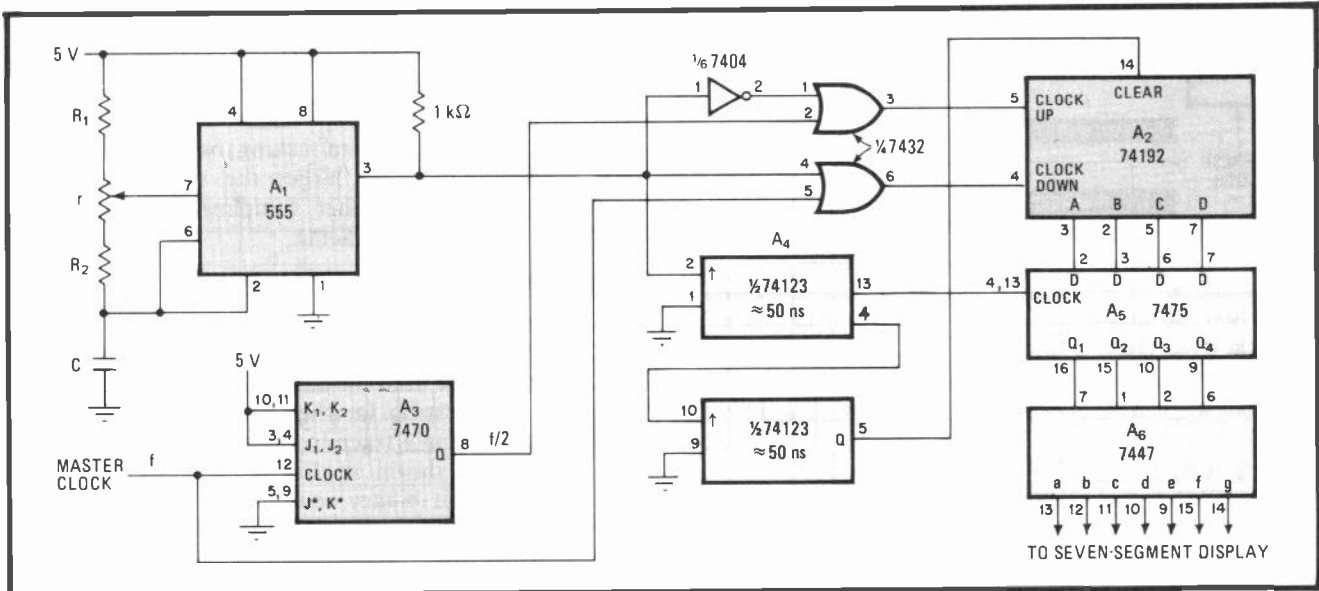 5 V
R1
r
R2
C
4
8
7
6
2
1
3
A1
555
1 kΩ
1/6 7404
1
2
1
2
3
1/4 7432
4
5
6
14
CLEAR
5
CLOCK UP
4
CLOCK DOWN
A2
74192
A B C D
3 2 5 7
2 3 6 7
D D D D
4,13
CLOCK
A5 7475
Q1 Q2 Q3 Q4
16 15 10 9
7 1 2 6
A6
7447
a b c d e f g
13 12 11 10 9 15 14
TO SEVEN-SEGMENT DISPLAY
A4
2
↑
1
½ 74123
≈ 50 ns
13
4
10
↑
9
½ 74123
≈ 50 ns
Q
5
5 V
10,11
K1, K2
3,4
J1, J2
12
CLOCK
5,9
J*, K*
A3
7470
Q
8
f/2
MASTER CLOCK
f